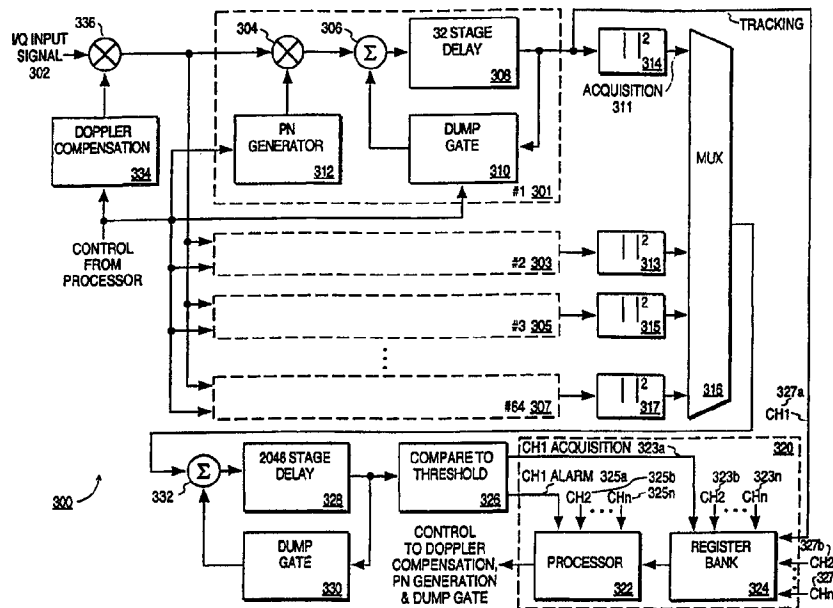 TRACKING
I/Q INPUT
SIGNAL
302
336
304
306
Σ
32 STAGE
DELAY
308
| |²
314
ACQUISITION
311
DOPPLER
COMPENSATION
334
PN
GENERATOR
312
DUMP
GATE
310
#1 301
MUX
CONTROL
FROM
PROCESSOR
#2 303
| |²
313
#3 305
| |²
315
#64 307
| |²
317
316
327a
CH1
300
Σ
332
2048 STAGE
DELAY
328
COMPARE TO
THRESHOLD
326
CH1 ACQUISITION 323a
320
CH1 ALARM 325a
325b
CH2
CHn
325n
323b
323n
CH2
CHn
DUMP
GATE
330
CONTROL
TO DOPPLER
COMPENSATION,
PN GENERATION
& DUMP GATE
PROCESSOR
322
REGISTER
BANK
324
327b
CH2
CHn